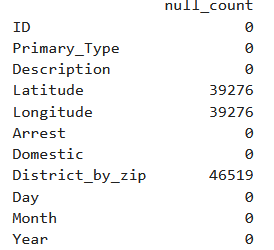 null_count
ID 0
Primary_Type 0
Description 0
Latitude 39276
Longitude 39276
Arrest 0
Domestic 0
District_by_zip 46519
Day 0
Month 0
Year 0